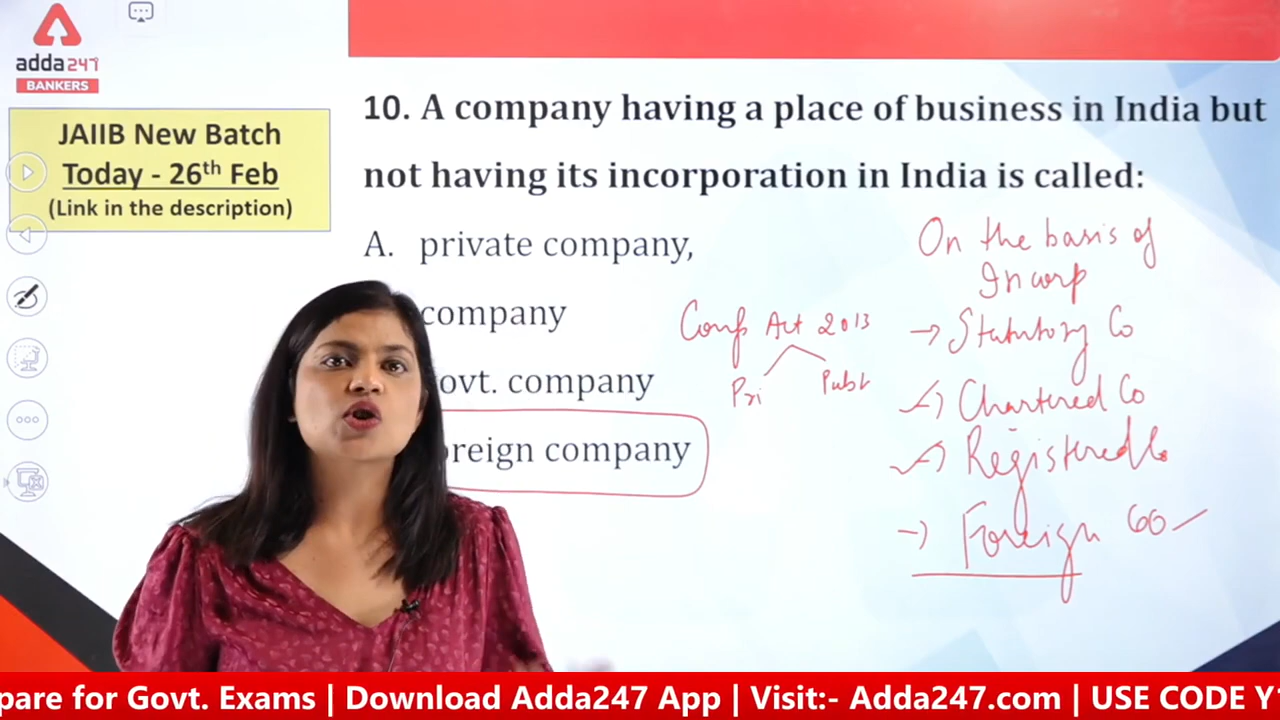 adda247
BANKERS
JAIIB New Batch
Today - 26th Feb
(Link in the description)
10. A company having a place of business in India but
not having its incorporation in India is called:
A. private company,
company
ovt. company
oreign company
On the basis of
Incorp
→ Statutory Co
→ Chartered Co
→ Registered Co
→ Foreign Co
Comp Act 2013
Pri Publ
pare for Govt. Exams | Download Adda247 App | Visit:- Adda247.com | USE CODE Y